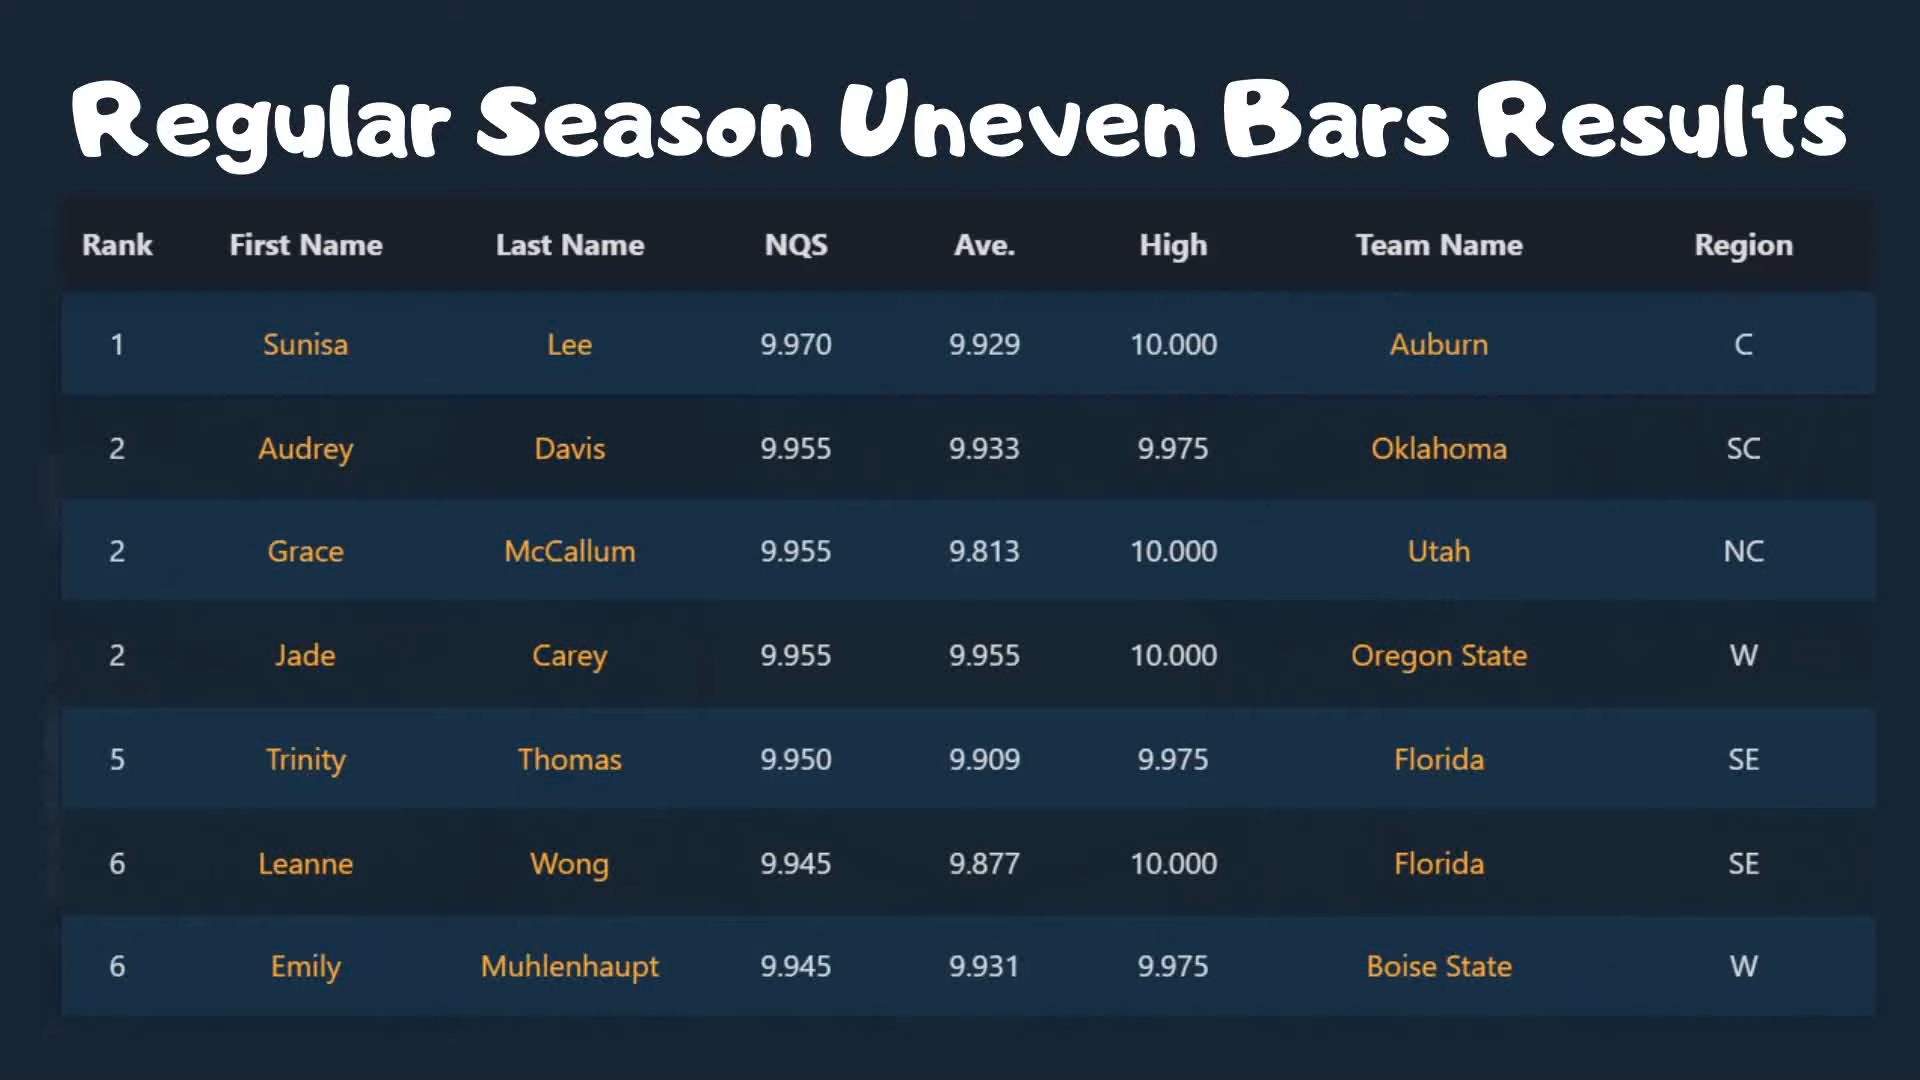 Regular Season Uneven Bars Results
Rank First Name Last Name NQS Ave. High Team Name Region
1 Sunisa Lee 9.970 9.929 10.000 Auburn C
2 Audrey Davis 9.955 9.933 9.975 Oklahoma SC
2 Grace McCallum 9.955 9.813 10.000 Utah NC
2 Jade Carey 9.955 9.955 10.000 Oregon State W
5 Trinity Thomas 9.950 9.909 9.975 Florida SE
6 Leanne Wong 9.945 9.877 10.000 Florida SE
6 Emily Muhlenhaupt 9.945 9.931 9.975 Boise State W